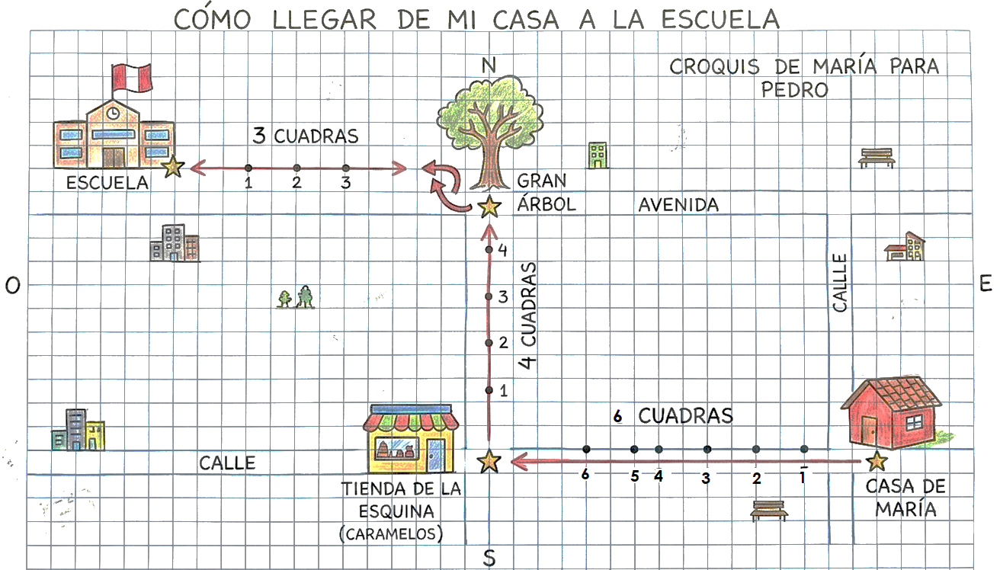 CÓMO LLEGAR DE MI CASA A LA ESCUELA
N
CROQUIS DE MARÍA PARA
PEDRO
3 CUADRAS
1 2 3
ESCUELA
GRAN
ÁRBOL
AVENIDA
4
3
2
1
4 CUADRAS
CALLE
O
E
6 CUADRAS
6 5 4 3 2 1
CALLE
TIENDA DE LA
ESQUINA
(CARAMELOS)
CASA DE
MARÍA
S